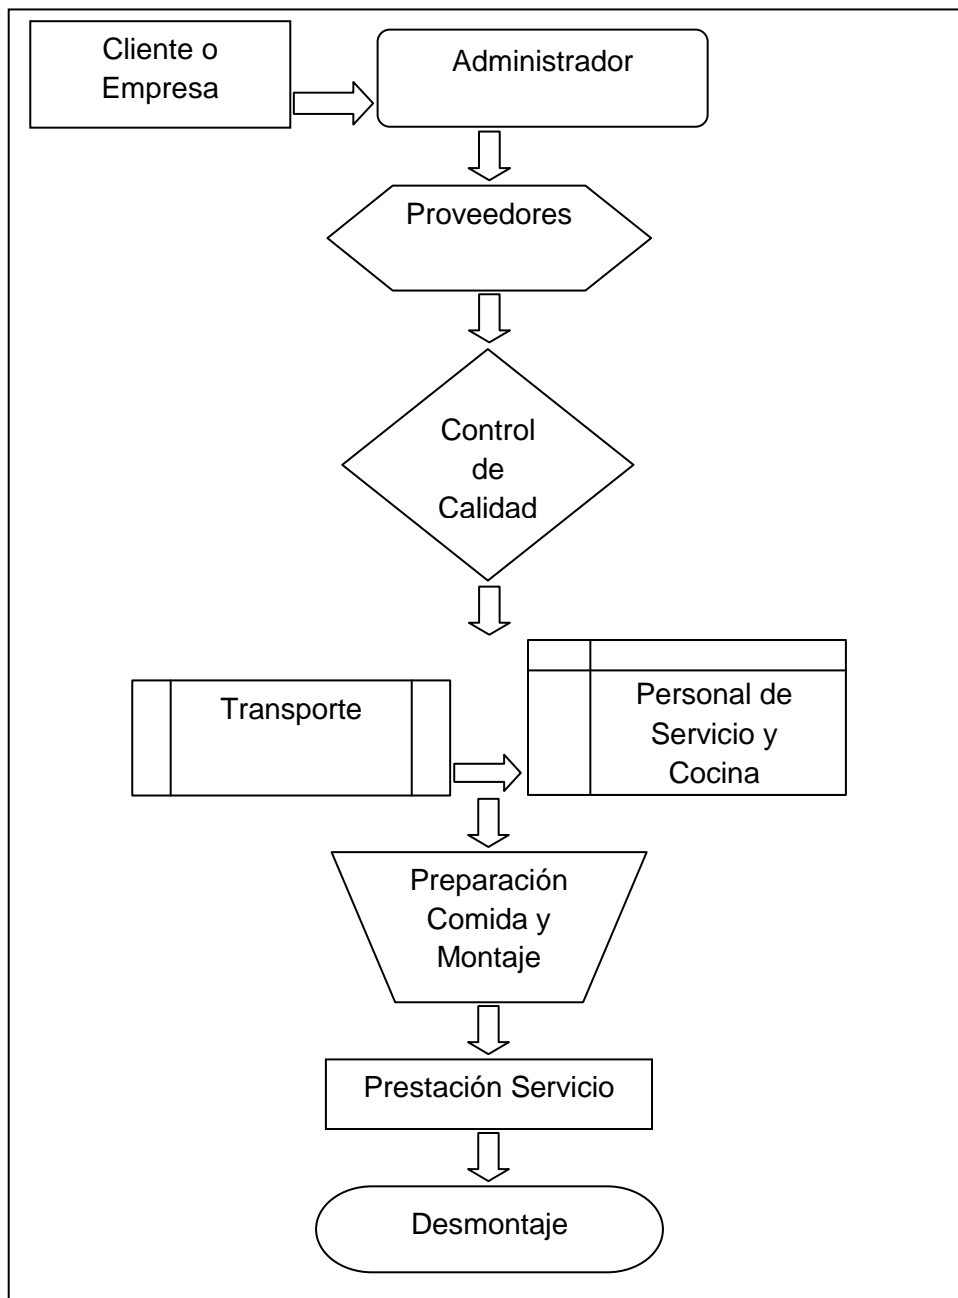 Cliente o
Empresa
Administrador
Proveedores
Control
de
Calidad
Transporte
Personal de
Servicio y
Cocina
Preparación
Comida y
Montaje
Prestación Servicio
Desmontaje